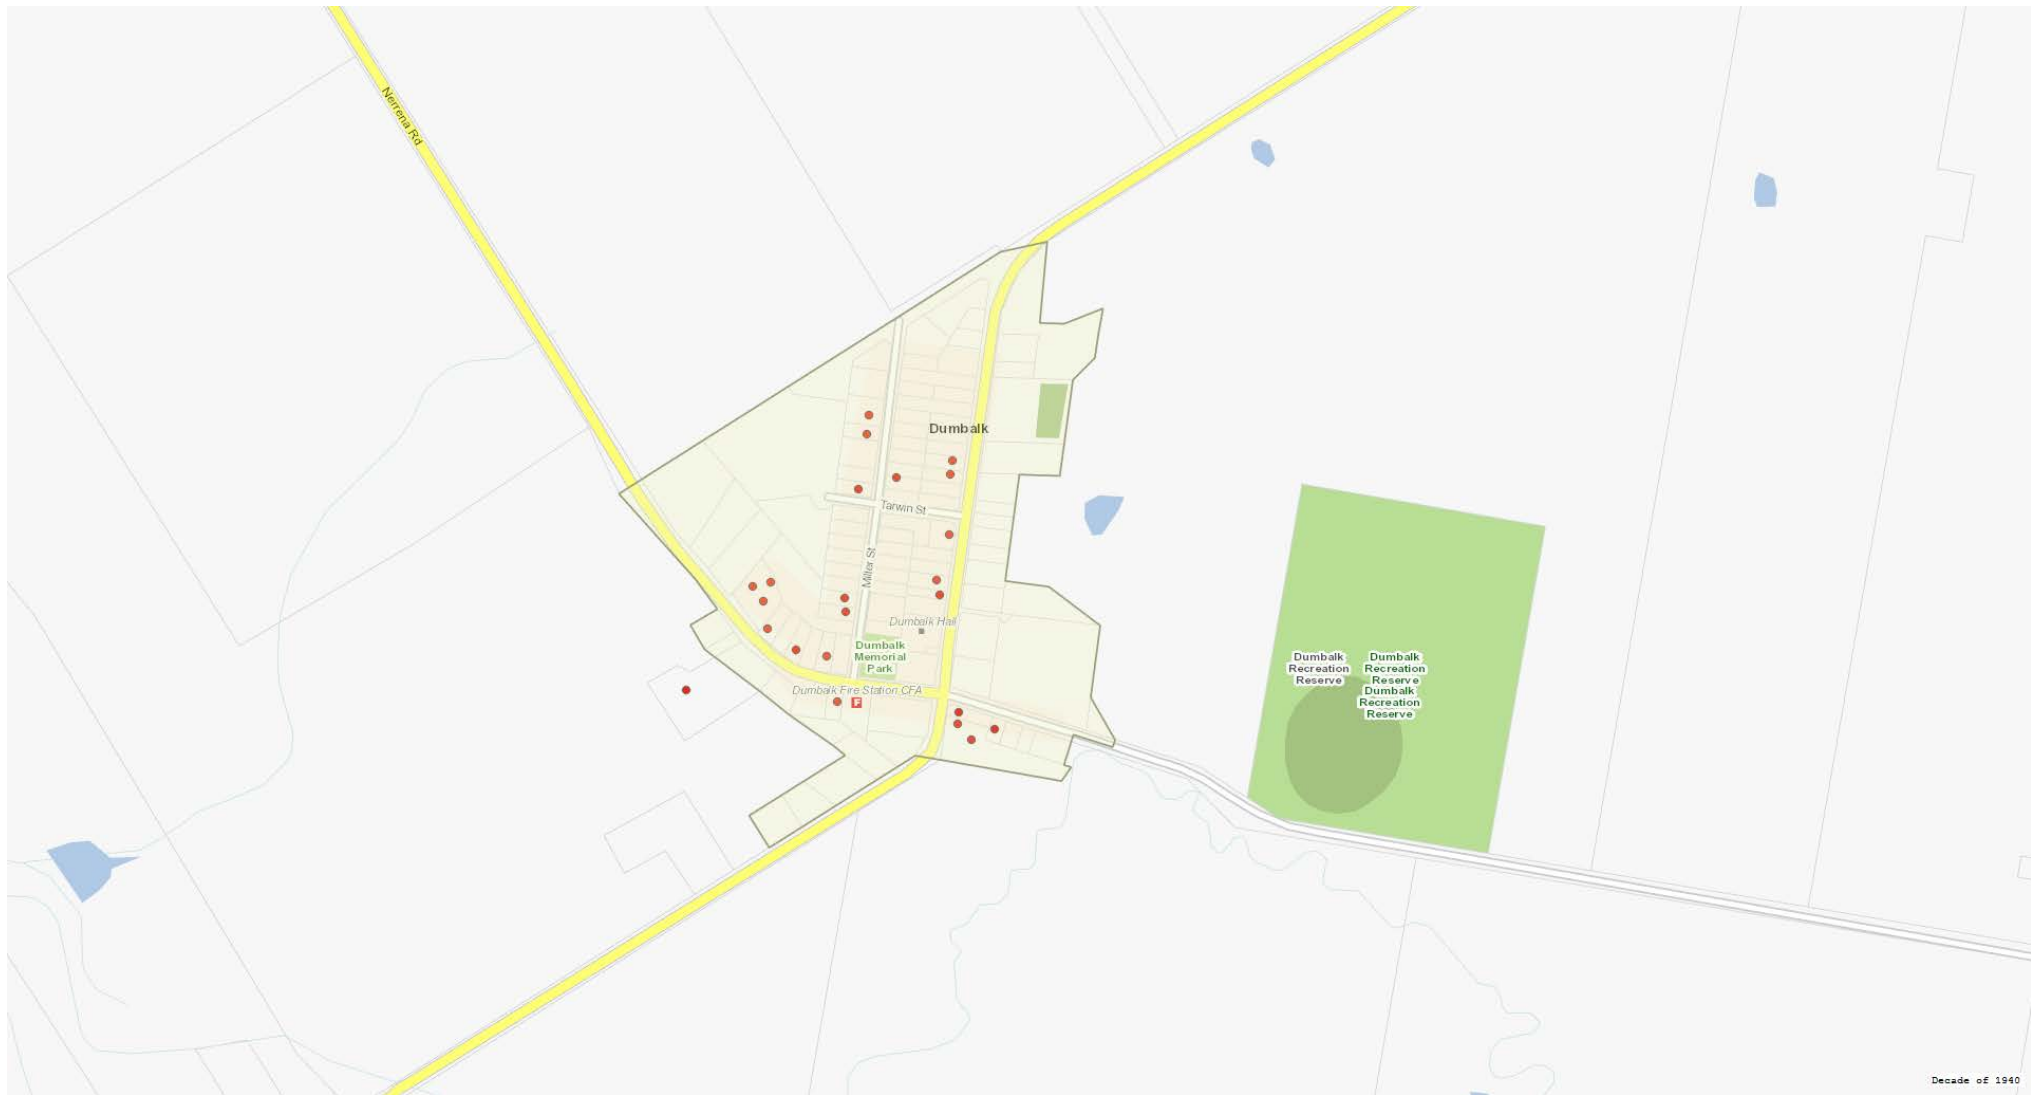 Nerrena Rd
Dumbalk
Tarwin St
Miller St
Dumbalk Hall
Dumbalk
Memorial
Park
Dumbalk Fire Station CFA
F
Dumbalk
Recreation
Reserve
Dumbalk
Recreation
Reserve
Dumbalk
Recreation
Reserve
Decade of 1940